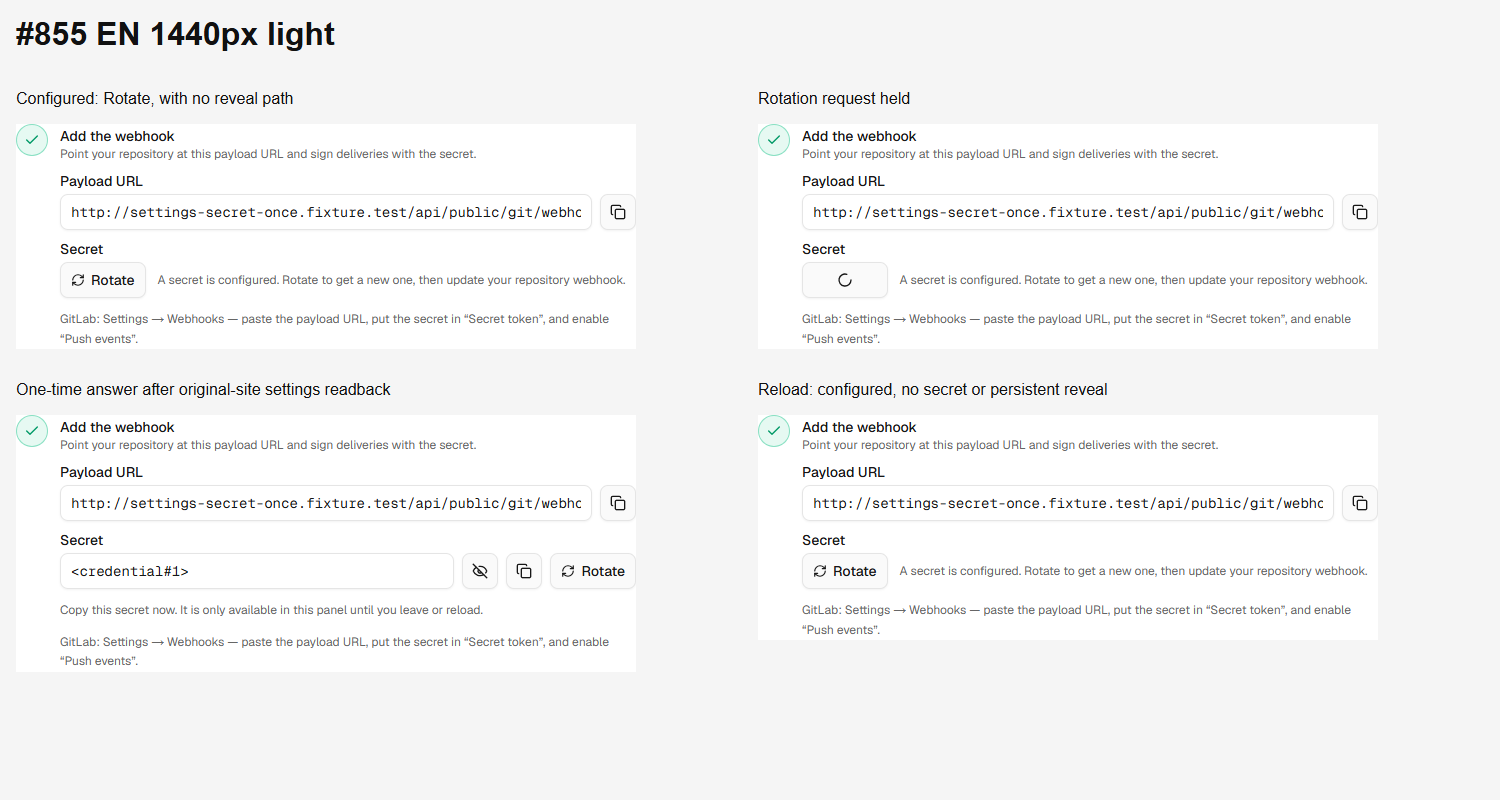 #855 EN 1440px light
Configured: Rotate, with no reveal path
Add the webhook
Point your repository at this payload URL and sign deliveries with the secret.
Payload URL
http://settings-secret-once.fixture.test/api/public/git/webhc
Secret
Rotate
A secret is configured. Rotate to get a new one, then update your repository webhook.
GitLab: Settings → Webhooks — paste the payload URL, put the secret in “Secret token”, and enable
“Push events”.
Rotation request held
Add the webhook
Point your repository at this payload URL and sign deliveries with the secret.
Payload URL
http://settings-secret-once.fixture.test/api/public/git/webhc
Secret
A secret is configured. Rotate to get a new one, then update your repository webhook.
GitLab: Settings → Webhooks — paste the payload URL, put the secret in “Secret token”, and enable
“Push events”.
One-time answer after original-site settings readback
Add the webhook
Point your repository at this payload URL and sign deliveries with the secret.
Payload URL
http://settings-secret-once.fixture.test/api/public/git/webhc
Secret
<credential#1>
Rotate
Copy this secret now. It is only available in this panel until you leave or reload.
GitLab: Settings → Webhooks — paste the payload URL, put the secret in “Secret token”, and enable
“Push events”.
Reload: configured, no secret or persistent reveal
Add the webhook
Point your repository at this payload URL and sign deliveries with the secret.
Payload URL
http://settings-secret-once.fixture.test/api/public/git/webhc
Secret
Rotate
A secret is configured. Rotate to get a new one, then update your repository webhook.
GitLab: Settings → Webhooks — paste the payload URL, put the secret in “Secret token”, and enable
“Push events”.